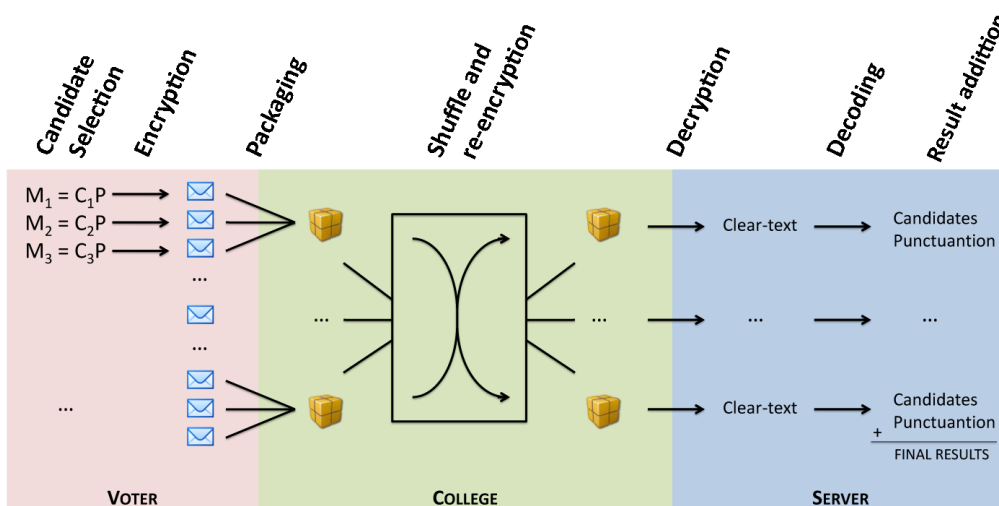 Candidate
Selection
Encryption
Packaging
Shuffle and
re-encryption
Decryption
Decoding
Result addition
M₁ = C₁P
M₂ = C₂P
M₃ = C₃P
...
...
...
...
...
Clear-text
...
Clear-text
Candidates
Punctuantion
...
Candidates
Punctuantion
+
FINAL RESULTS
VOTER
COLLEGE
SERVER